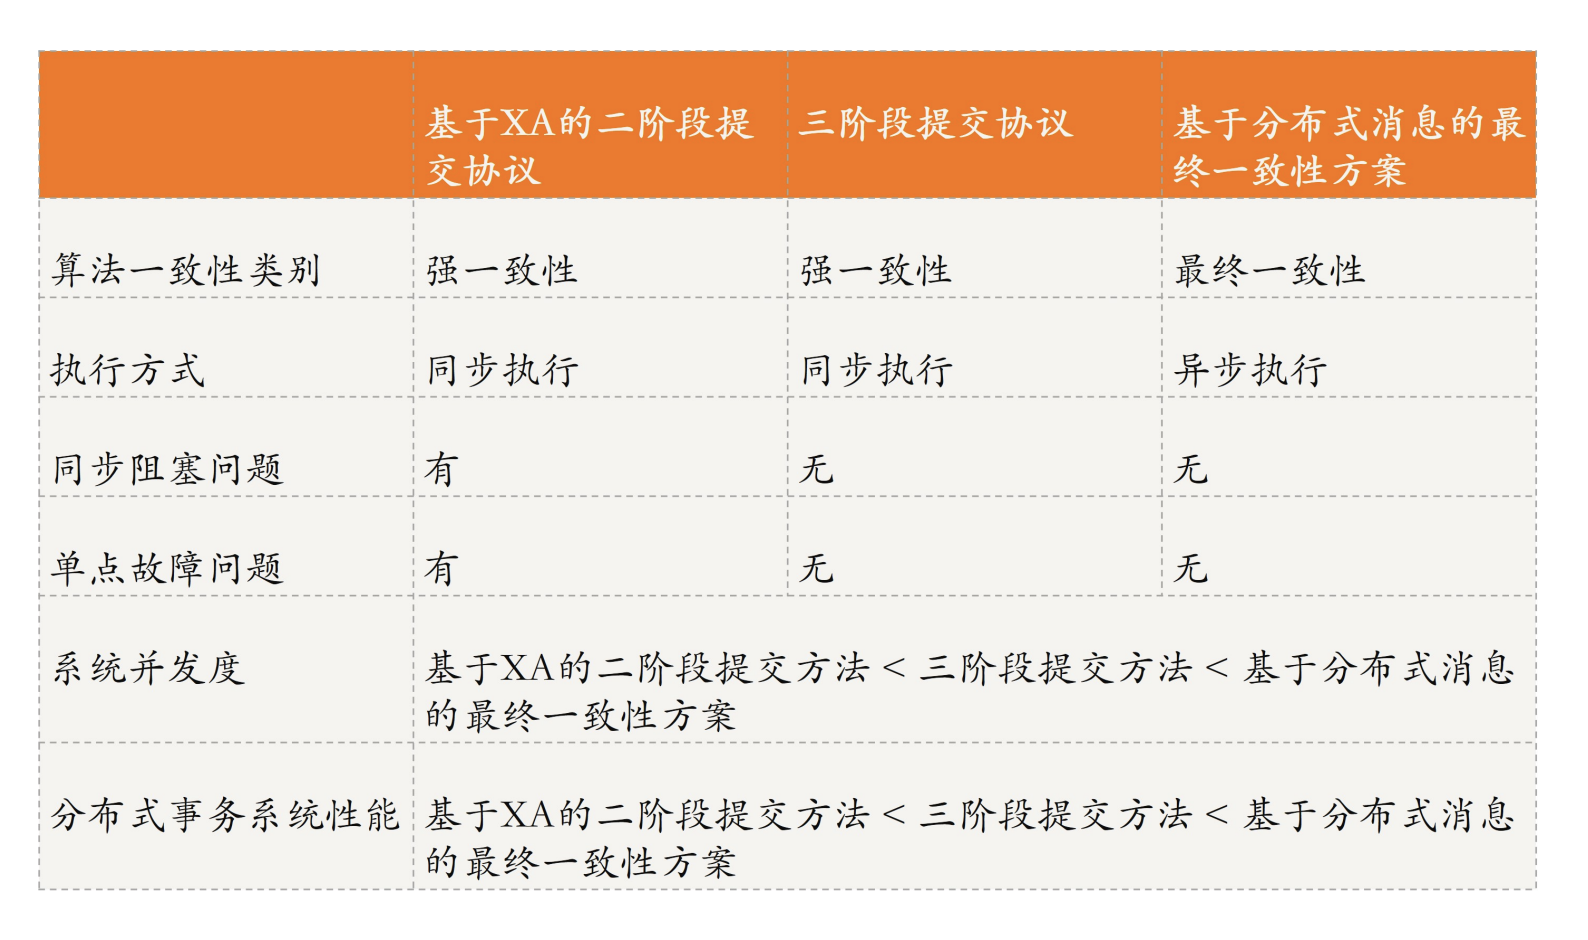 基于XA的二阶段提
交协议
三阶段提交协议
基于分布式消息的最
终一致性方案
算法一致性类别
强一致性
强一致性
最终一致性
执行方式
同步执行
同步执行
异步执行
同步阻塞问题
有
无
无
单点故障问题
有
无
无
系统并发度
基于XA的二阶段提交方法 < 三阶段提交方法 < 基于分布式消息
的最终一致性方案
分布式事务系统性能
基于XA的二阶段提交方法 < 三阶段提交方法 < 基于分布式消息
的最终一致性方案